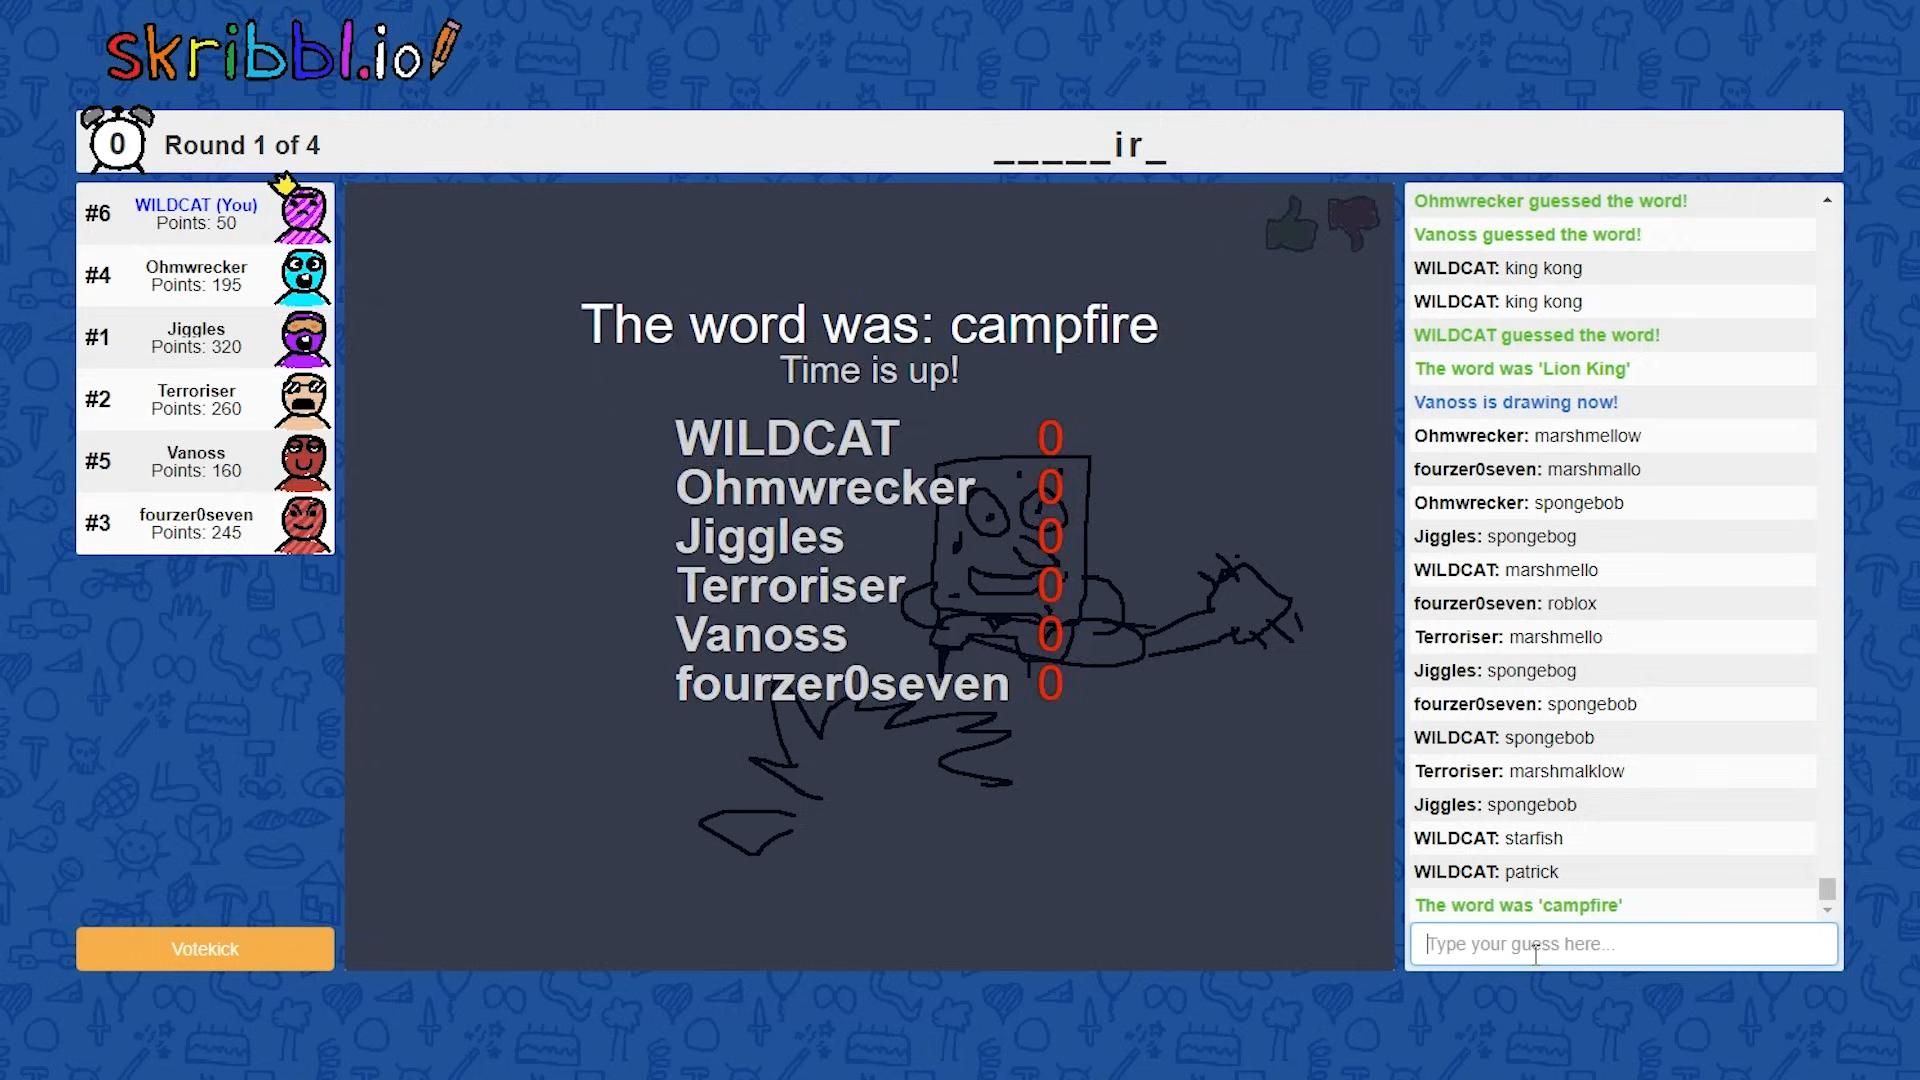 skribbl.io
0
Round 1 of 4
_____ir_
#6
WILDCAT (You)
Points: 50
#4
Ohmwrecker
Points: 195
#1
Jiggles
Points: 320
#2
Terroriser
Points: 260
#5
Vanoss
Points: 160
#3
fourzer0seven
Points: 245
Votekick
The word was: campfire
Time is up!
WILDCAT 0
Ohmwrecker 0
Jiggles 0
Terroriser 0
Vanoss 0
fourzer0seven 0
Ohmwrecker guessed the word!
Vanoss guessed the word!
WILDCAT: king kong
WILDCAT: king kong
WILDCAT guessed the word!
The word was 'Lion King'
Vanoss is drawing now!
Ohmwrecker: marshmellow
fourzer0seven: marshmallo
Ohmwrecker: spongebob
Jiggles: spongebog
WILDCAT: marshmello
fourzer0seven: roblox
Terroriser: marshmello
Jiggles: spongebog
fourzer0seven: spongebob
WILDCAT: spongebob
Terroriser: marshmalklow
Jiggles: spongebob
WILDCAT: starfish
WILDCAT: patrick
The word was 'campfire'
Type your guess here...